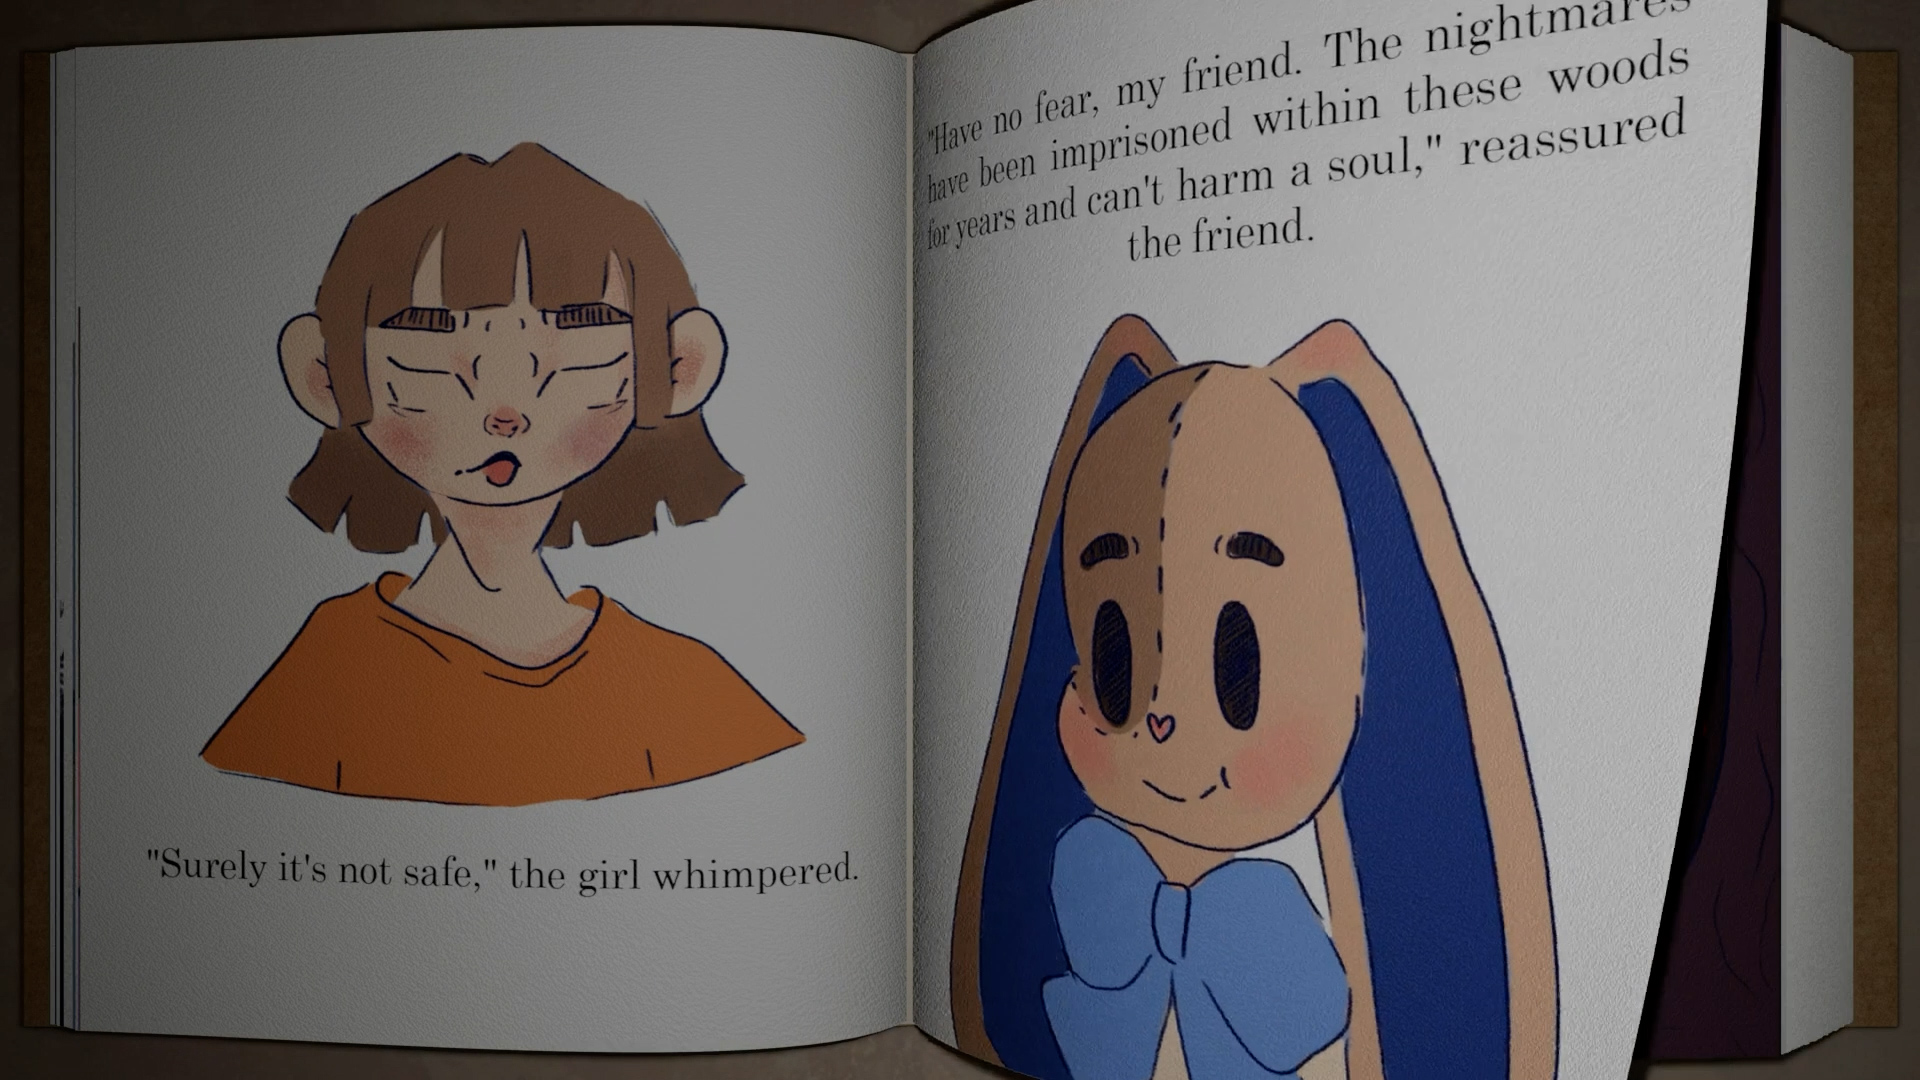 "Surely it's not safe," the girl whimpered.
"Have no fear, my friend. The nightmares
have been imprisoned within these woods
for years and can't harm a soul," reassured
the friend.